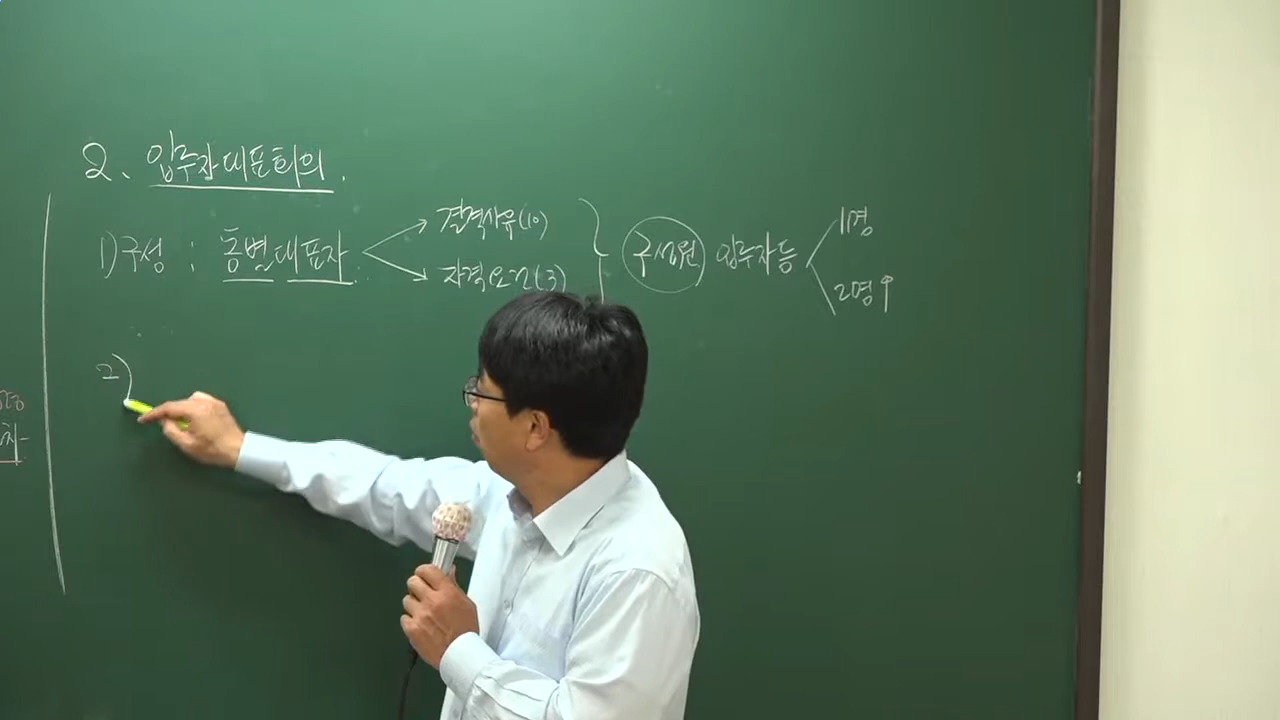 2、입주자대표회의.
결격사유(10)
1)구성 : 동별대표자.
자격요건(3)
구성원 입주자등
1명
2명↑
2)